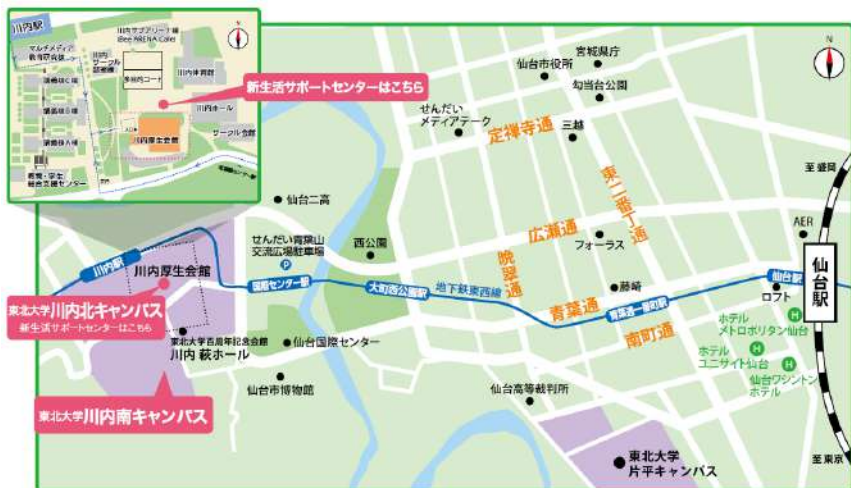 川内駅
川内サブアリーナ棟
(Bee ARENA Cafe)
マルチメディア
教育研究棟
川内
サークル
部室棟
多目的コート
川内体育館
講義棟C棟
講義棟B棟
講義棟A棟
川内ホール
サークル会館
川内厚生会館
教育・学生
総合支援センター
新生活サポートセンターはこちら
N
仙台市役所
宮城県庁
勾当台公園
せんだい
メディアテーク
定禅寺通
三越
東二番丁通
至盛岡
仙台二高
広瀬通
フォーラス
AER
せんだい青葉山
交流広場駐車場
P
西公園
晩翠通
仙台駅
川内駅
川内厚生会館
国際センター駅
大町西公園駅
地下鉄東西線
藤崎
青葉通
青葉通一番町駅
仙台駅
ロフト
南町通
東北大学川内北キャンパス
新生活サポートセンターはこちら
東北大学百周年記念会館
川内 萩ホール
仙台国際センター
仙台市博物館
ホテル
メトロポリタン仙台
H
ホテル
ユニサイト仙台
H
仙台ワシントン
ホテル
H
東北大学川内南キャンパス
仙台高等裁判所
東北大学
片平キャンパス
至東京